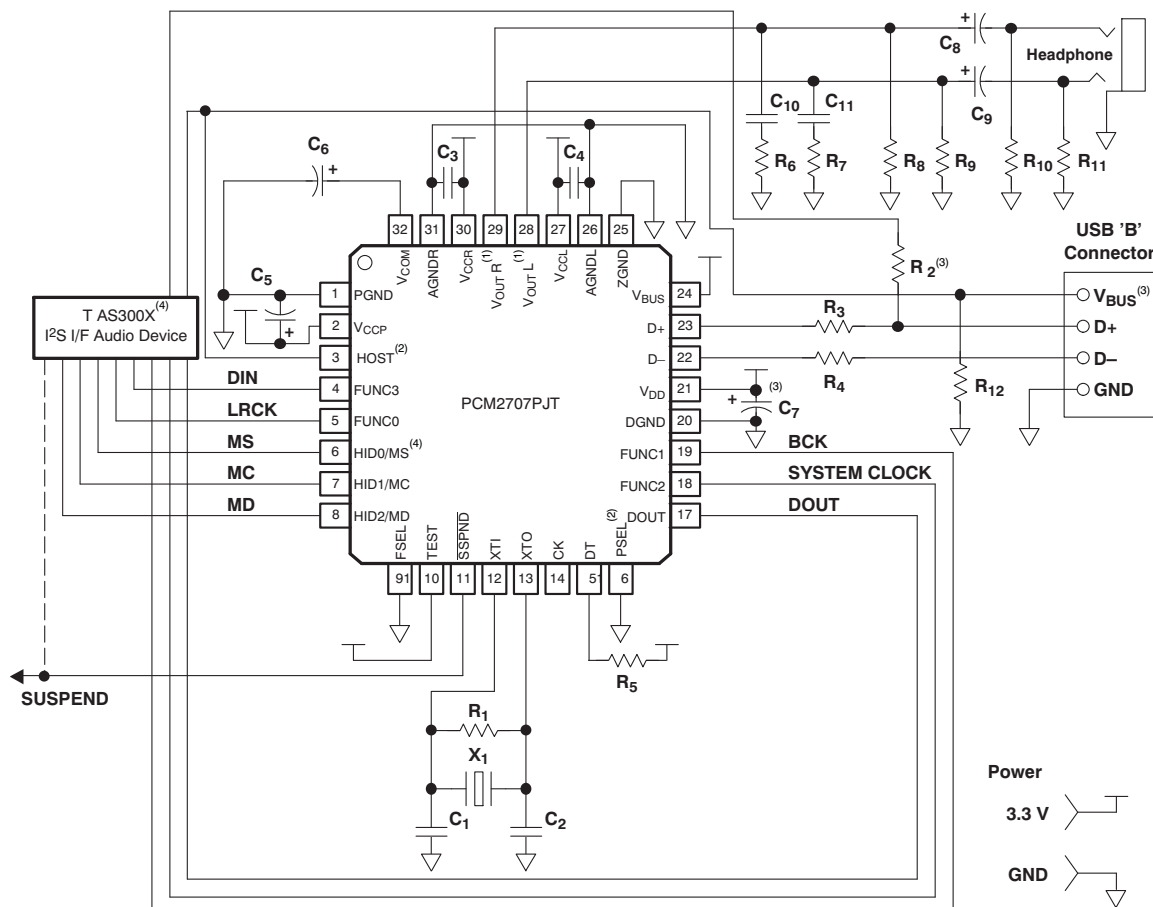 C8
+
Headphone
C10
C11
+
C9
C6
+
C3
C4
R6
R7
R8
R9
R10
R11
32
31
30
29
28
27
26
25
VCOM
AGNDR
VCCR
VOUT R(1)
VOUT L(1)
VCCL
AGNDL
ZGND
USB 'B'
Connector
C5
+
R2(3)
T AS300X(4)
I2S I/F Audio Device
1 PGND
VBUS 24
VBUS(3)
2 VCCP
D+ 23
R3
D+
3 HOST(2)
D– 22
R4
D–
DIN
4 FUNC3
PCM2707PJT
VDD 21
+
(3)
C7
R12
GND
LRCK
5 FUNC0
DGND 20
MS
6 HID0/MS(4)
FUNC1 19
BCK
MC
7 HID1/MC
FUNC2 18
SYSTEM CLOCK
MD
8 HID2/MD
DOUT 17
DOUT
FSEL
TEST
SSPND
XTI
XTO
CK
DT
PSEL(2)
91
10
11
12
13
14
51
6
SUSPEND
R5
R1
X1
C1
C2
Power
3.3 V
GND